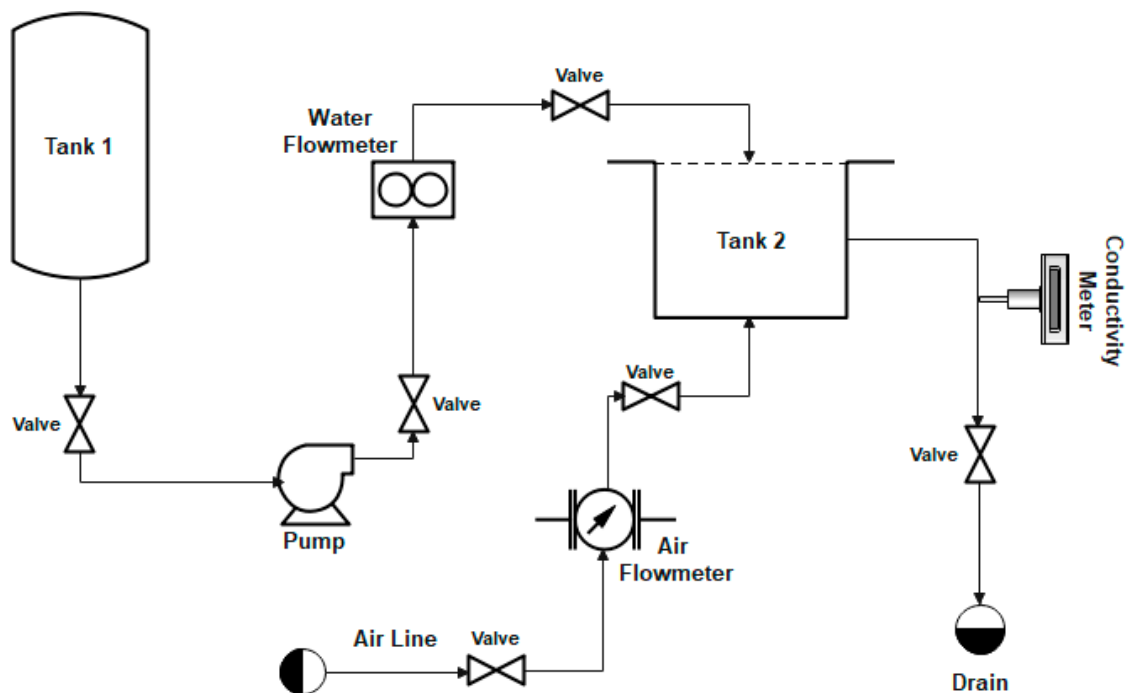 Valve
Water
Flowmeter
Tank 1
Tank 2
Conductivity
Meter
Valve
Valve
Valve
Valve
Pump
Air
Flowmeter
Air Line
Valve
Drain